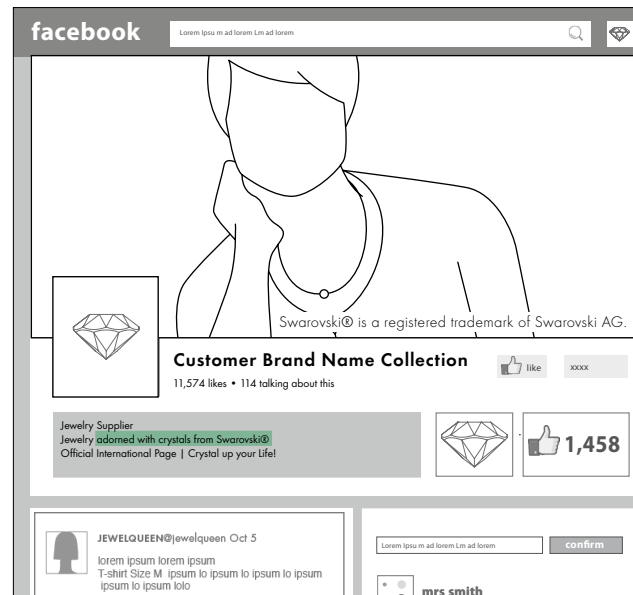 facebook
Lorem Ipsu m ad lorem Lm ad lorem
Swarovski® is a registered trademark of Swarovski AG.
Customer Brand Name Collection
like
xxxx
11,574 likes • 114 talking about this
Jewelry Supplier
Jewelry adorned with crystals from Swarovski®
Official International Page | Crystal up your Life!
1,458
JEWELQUEEN@jewelqueen Oct 5
lorem ipsum lorem ipsum
T-shirt Size M ipsum lo ipsum lo ipsum lo ipsum
ipsum lo ipsum lolo
Lorem Ipsu m ad lorem Lm ad lorem
confirm
mrs smith